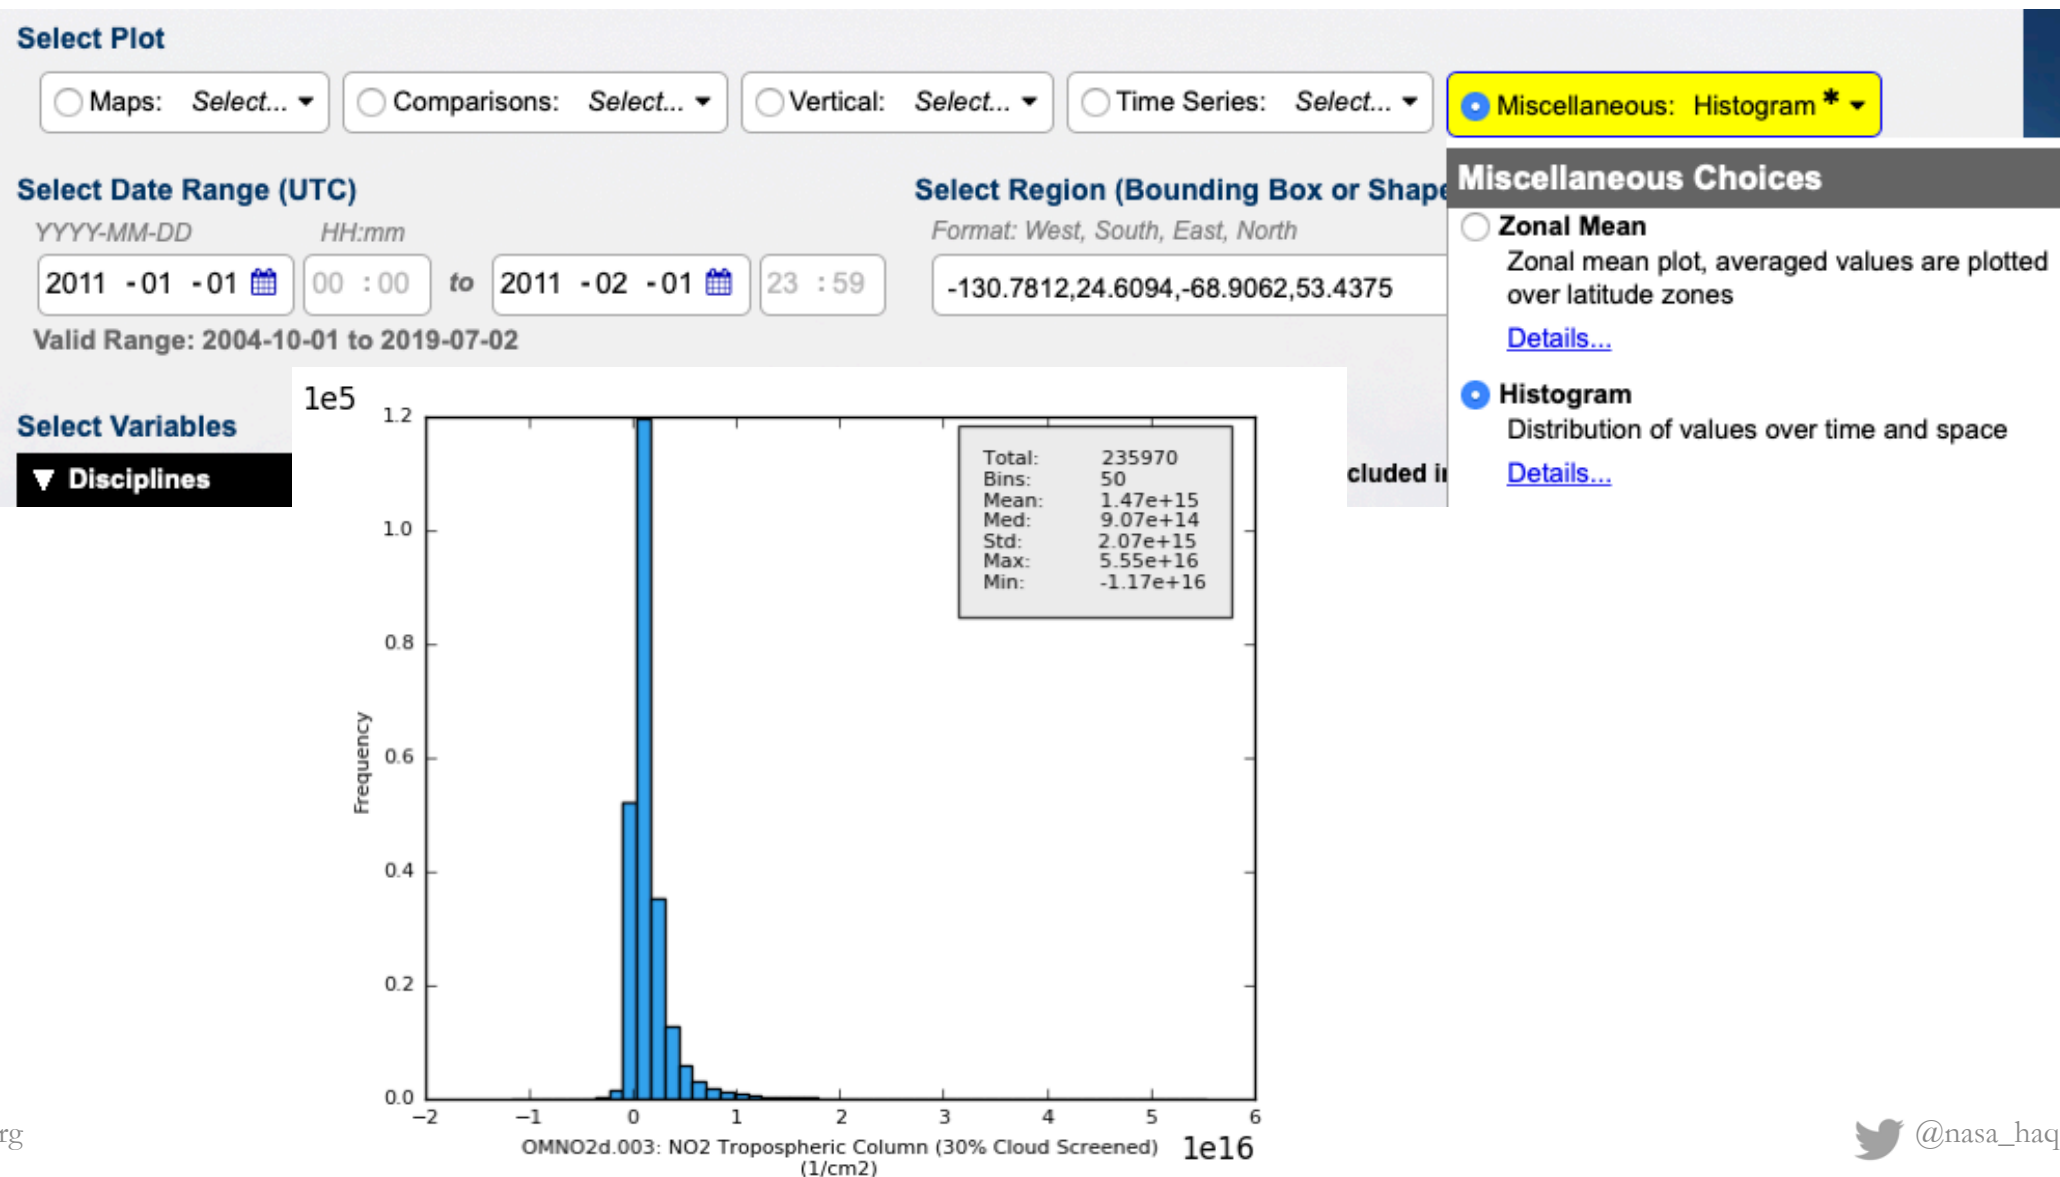 Select Plot
Maps: Select...
Comparisons: Select...
Vertical: Select...
Time Series: Select...
Miscellaneous: Histogram *
Select Date Range (UTC)
YYYY-MM-DD HH:mm
2011 - 01 - 01 00 : 00 to 2011 - 02 - 01 23 : 59
Valid Range: 2004-10-01 to 2019-07-02
Select Region (Bounding Box or Shape
Format: West, South, East, North
-130.7812,24.6094,-68.9062,53.4375
Miscellaneous Choices
Zonal Mean
Zonal mean plot, averaged values are plotted
over latitude zones
Details...
Histogram
Distribution of values over time and space
Details...
Select Variables
Disciplines
cluded i
1e5
1.2
1.0
0.8
0.6
0.4
0.2
0.0
Frequency
Total: 235970
Bins: 50
Mean: 1.47e+15
Med: 9.07e+14
Std: 2.07e+15
Max: 5.55e+16
Min: -1.17e+16
−2 −1 0 1 2 3 4 5 6
OMNO2d.003: NO2 Tropospheric Column (30% Cloud Screened)
(1/cm2)
1e16
rg
@nasa_haq